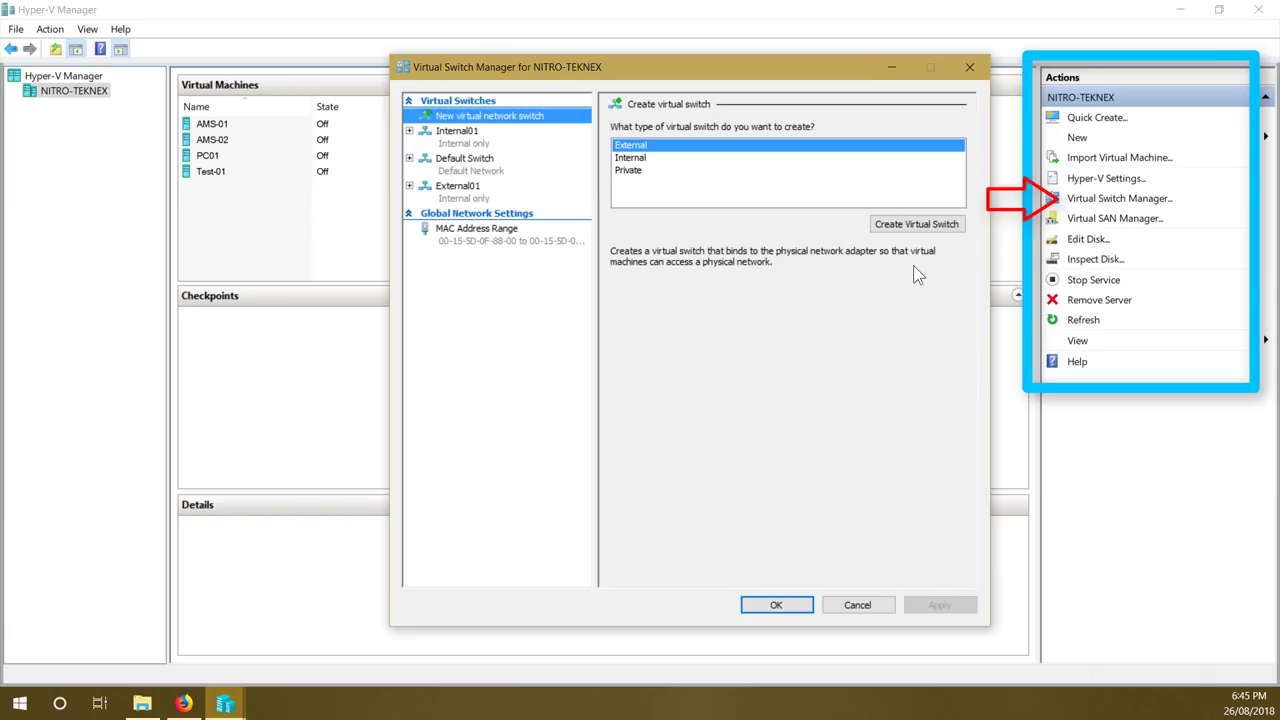 Hyper-V Manager
File Action View Help
Hyper-V Manager
NITRO-TEKNEX
Virtual Machines
Name State
AMS-01 Off
AMS-02 Off
PC01 Off
Test-01 Off
Checkpoints
Details
Virtual Switch Manager for NITRO-TEKNEX
Virtual Switches
New virtual network switch
Internal01
Internal only
Default Switch
Default Network
External01
Internal only
Global Network Settings
MAC Address Range
00-15-5D-0F-88-00 to 00-15-5D-0...
Create virtual switch
What type of virtual switch do you want to create?
External
Internal
Private
Create Virtual Switch
Creates a virtual switch that binds to the physical network adapter so that virtual
machines can access a physical network.
OK Cancel Apply
Actions
NITRO-TEKNEX
Quick Create...
New
Import Virtual Machine...
Hyper-V Settings...
Virtual Switch Manager...
Virtual SAN Manager...
Edit Disk...
Inspect Disk...
Stop Service
Remove Server
Refresh
View
Help
6:45 PM
26/08/2018